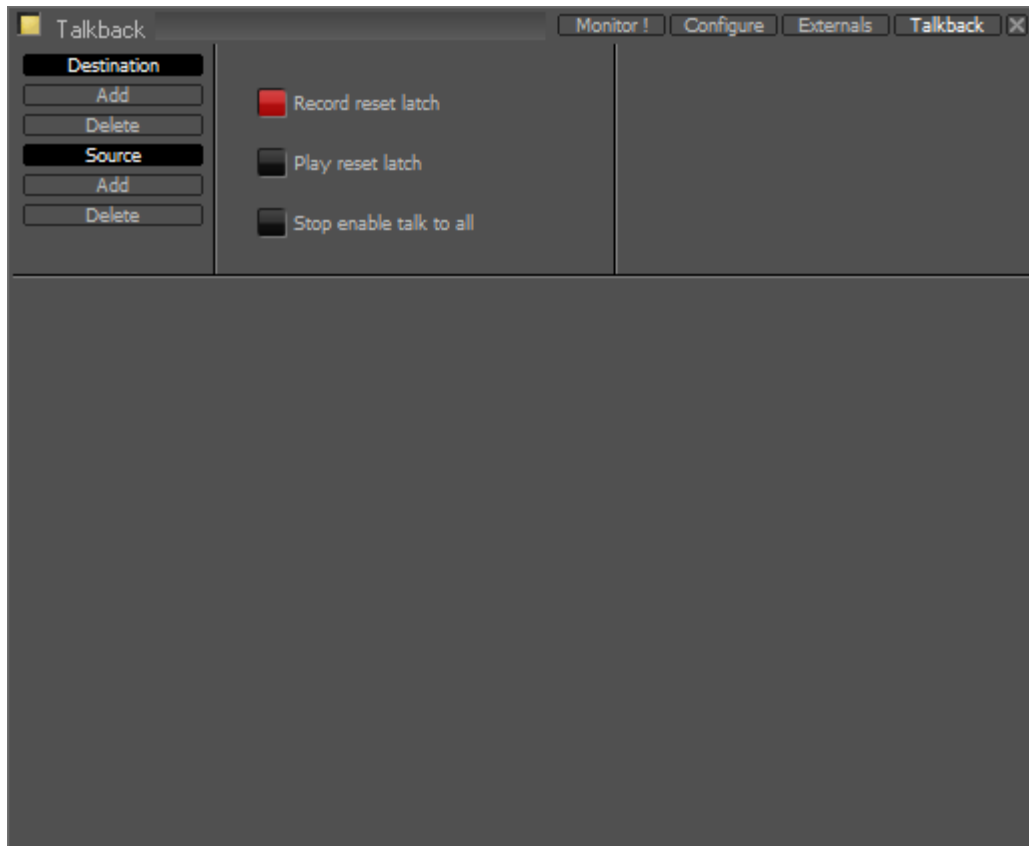 Talkback
Monitor ! Configure Externals Talkback X
Destination
Add
Delete
Source
Add
Delete
Record reset latch
Play reset latch
Stop enable talk to all